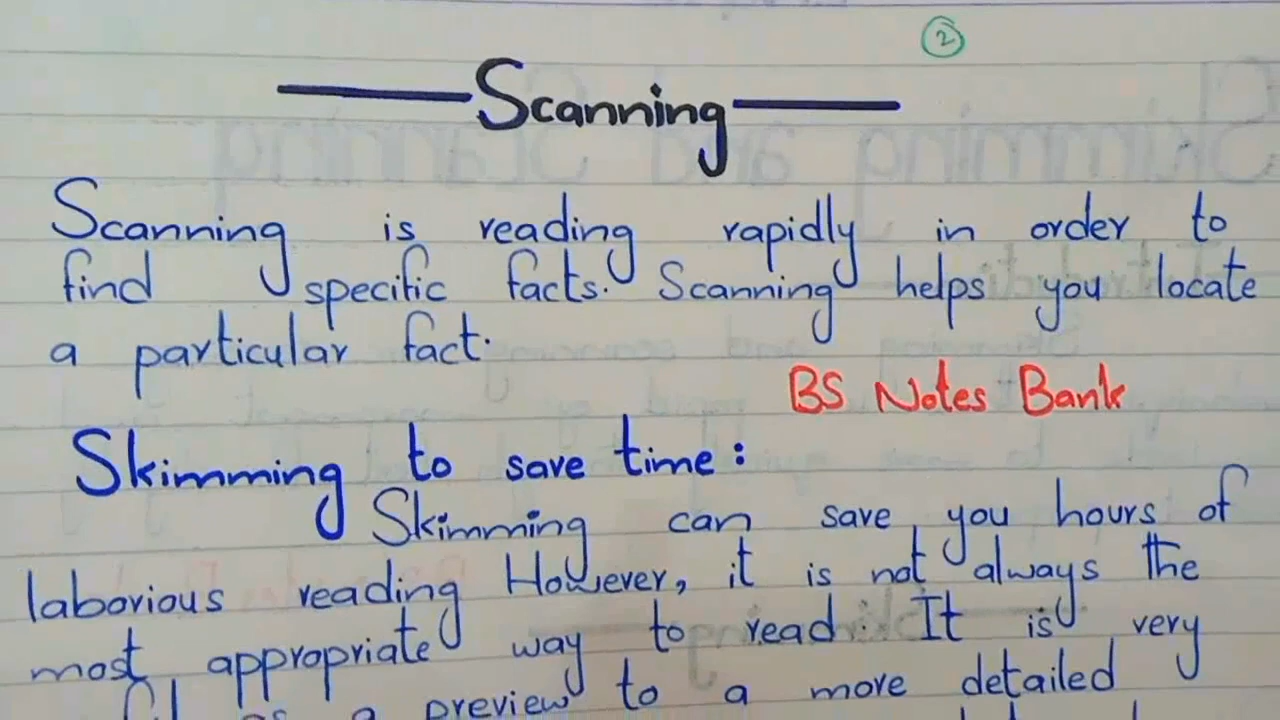 2
Scanning
Scanning is reading rapidly in order to
find specific facts. Scanning helps you locate
a particular fact.
BS Notes Bank
Skimming to save time:
Skimming can save you hours of
laborious reading However, it is not always the
most appropriate way to read. It is very
as a preview to a more detailed